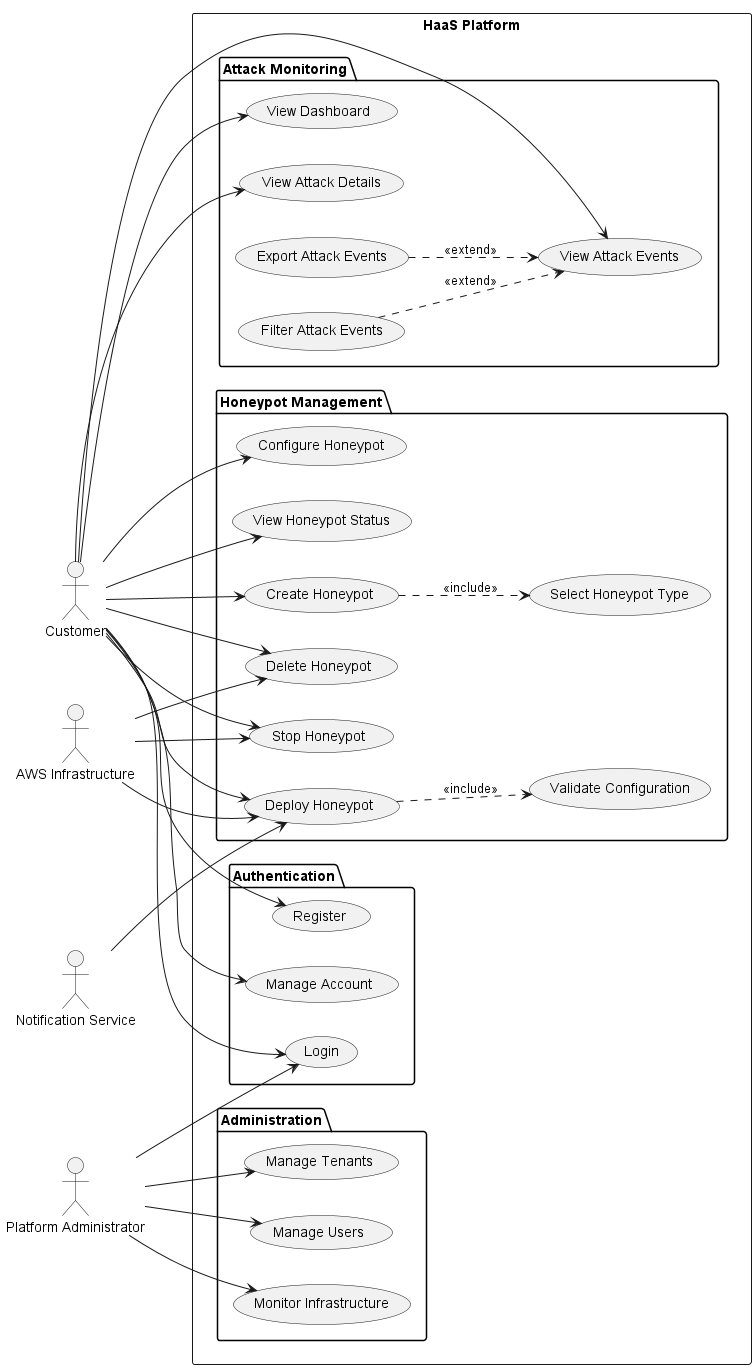 HaaS Platform
Attack Monitoring
View Dashboard
View Attack Details
Export Attack Events
«extend»
View Attack Events
«extend»
Filter Attack Events
Honeypot Management
Configure Honeypot
View Honeypot Status
Create Honeypot
«include»
Select Honeypot Type
Customer
Delete Honeypot
Stop Honeypot
AWS Infrastructure
Deploy Honeypot
«include»
Validate Configuration
Authentication
Register
Manage Account
Notification Service
Login
Administration
Manage Tenants
Platform Administrator
Manage Users
Monitor Infrastructure